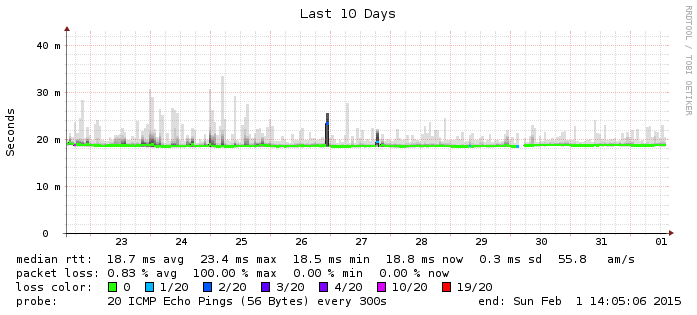 Last 10 Days
RRDTOOL / TOBI OETIKER
Seconds
40 m
30 m
20 m
10 m
0
23 24 25 26 27 28 29 30 31 01
median rtt: 18.7 ms avg 23.4 ms max 18.5 ms min 18.8 ms now 0.3 ms sd 55.8 am/s
packet loss: 0.83 % avg 100.00 % max 0.00 % min 0.00 % now
loss color: 0 1/20 2/20 3/20 4/20 10/20 19/20
probe: 20 ICMP Echo Pings (56 Bytes) every 300s end: Sun Feb 1 14:05:06 2015